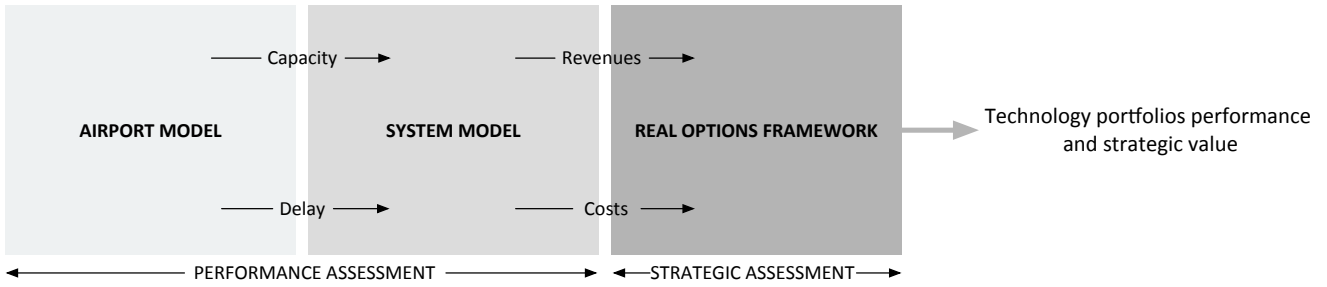 Capacity
Revenues
AIRPORT MODEL
SYSTEM MODEL
REAL OPTIONS FRAMEWORK
Technology portfolios performance
and strategic value
Delay
Costs
PERFORMANCE ASSESSMENT
STRATEGIC ASSESSMENT